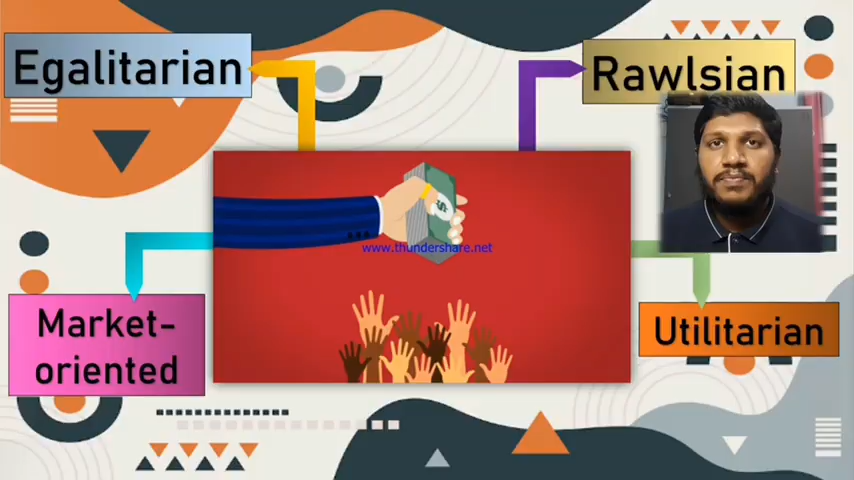 Egalitarian
Rawlsian
www.thundershare.net
Market-
oriented
Utilitarian